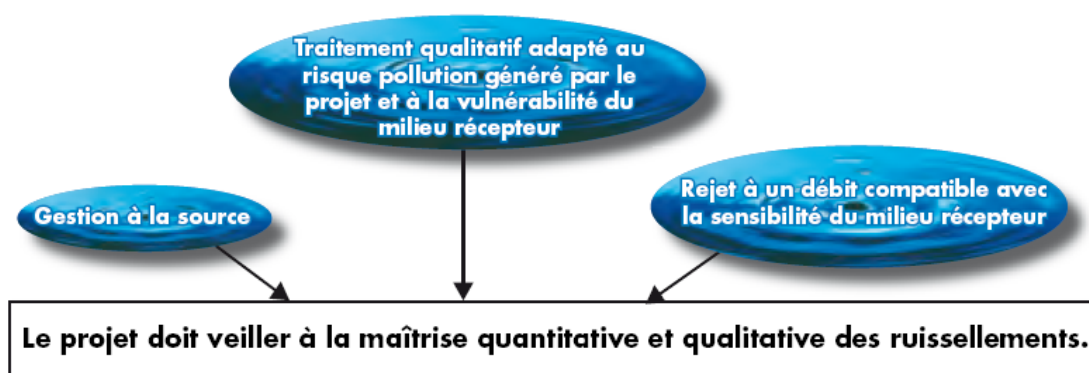 Traitement qualitatif adapté au
risque pollution généré par le
projet et à la vulnérabilité du
milieu récepteur
Gestion à la source
Rejet à un débit compatible avec
la sensibilité du milieu récepteur
Le projet doit veiller à la maîtrise quantitative et qualitative des ruissellements.